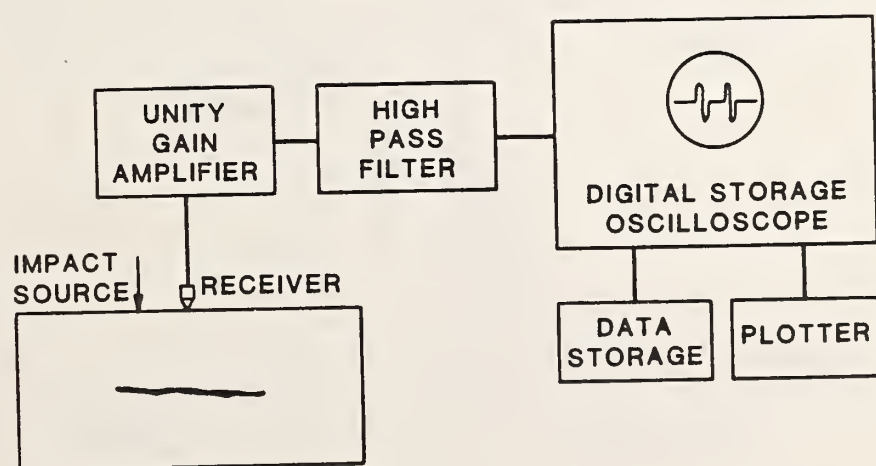 UNITY
GAIN
AMPLIFIER
HIGH
PASS
FILTER
DIGITAL STORAGE
OSCILLOSCOPE
IMPACT
SOURCE
RECEIVER
DATA
STORAGE
PLOTTER